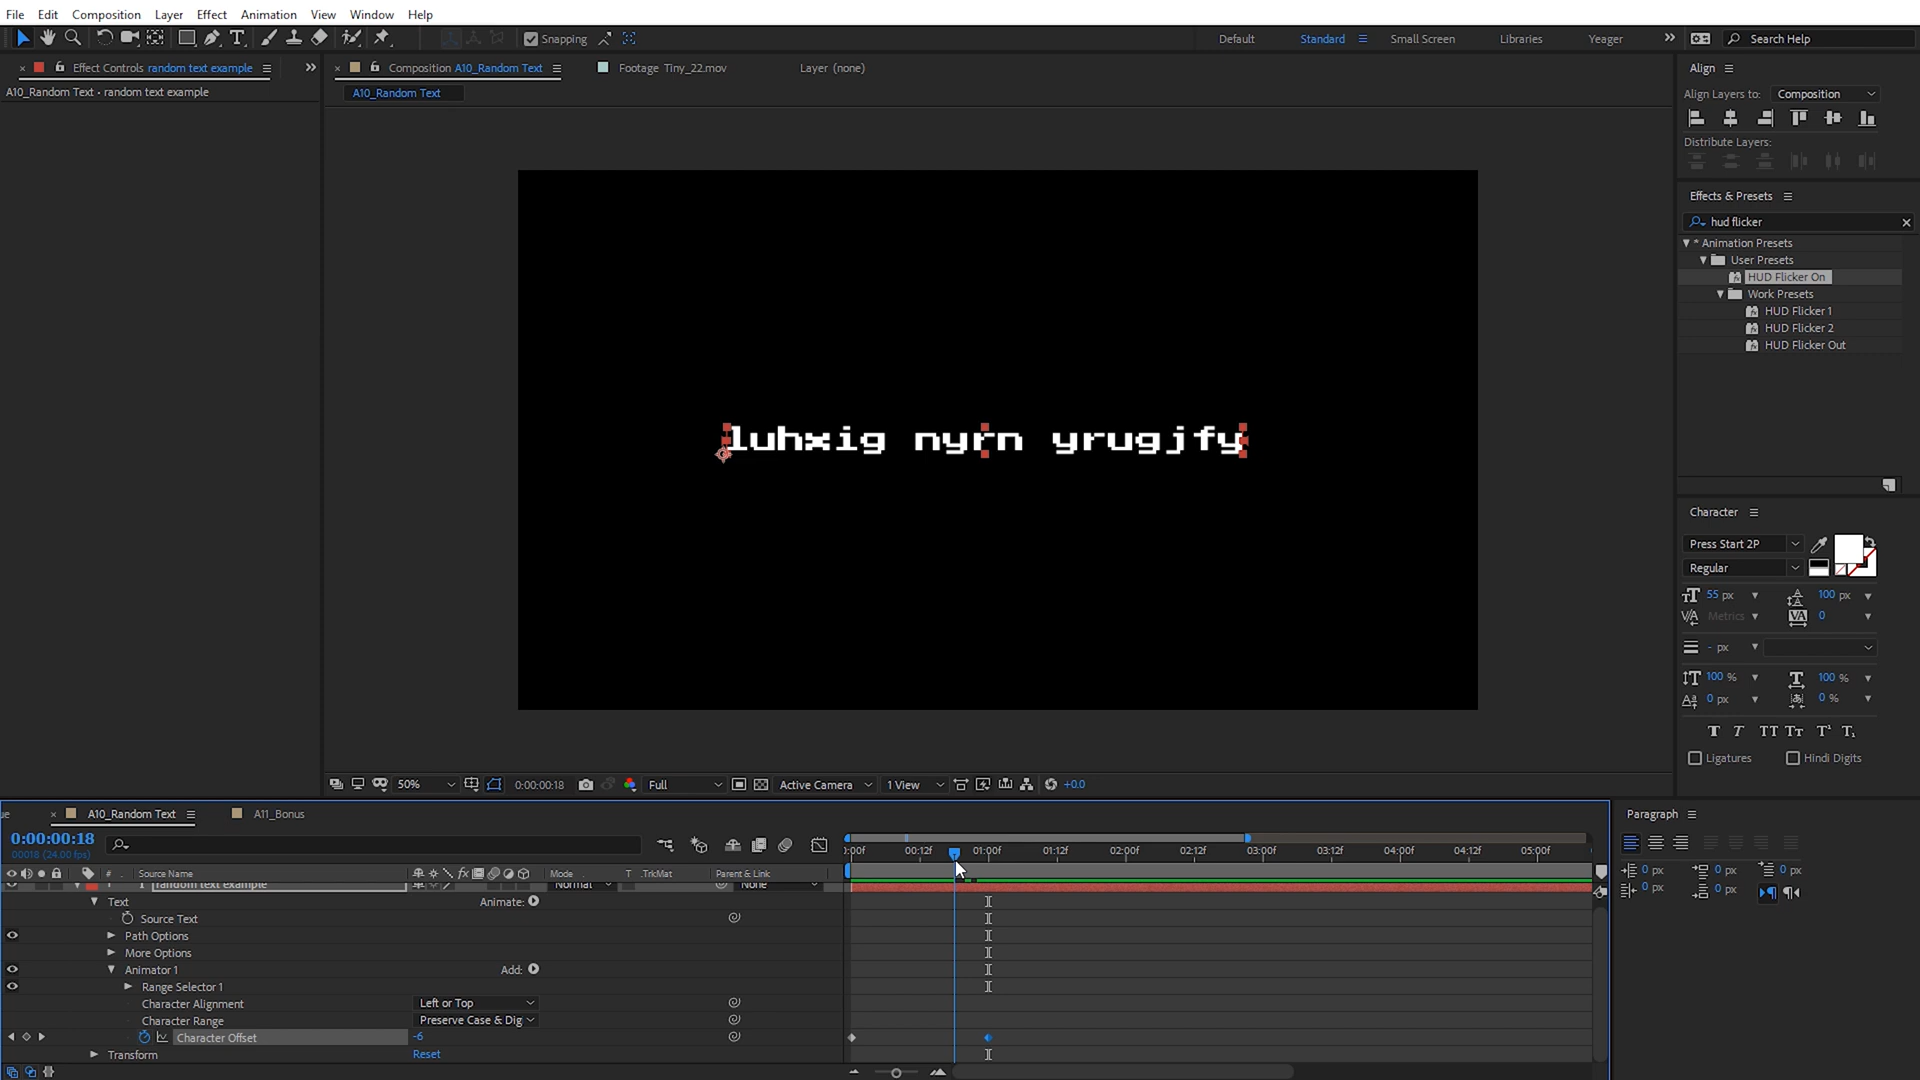 File Edit Composition Layer Effect Animation View Window Help
Snapping
Default Standard Small Screen Libraries Yeager
Search Help
Effect Controls random text example
Composition A10_Random Text
Footage Tiny_22.mov
Layer (none)
A10_Random Text • random text example
A10_Random Text
Align
Align Layers to: Composition
Distribute Layers:
Effects & Presets
hud flicker
* Animation Presets
User Presets
HUD Flicker On
Work Presets
HUD Flicker 1
HUD Flicker 2
HUD Flicker Out
luhxig nyrn yrugjfy
Character
Press Start 2P
Regular
55 px 100 px
Metrics 0
- px
100 % 100 %
0 px 0 %
Ligatures Hindi Digits
50% 0:00:00:18 Full Active Camera 1 View +0.0
A10_Random Text A11_Bonus
Paragraph
0:00:00:18
00018 (24.00 fps)
:00f 00:12f 01:00f 01:12f 02:00f 02:12f 03:00f 03:12f 04:00f 04:12f 05:00f
# Source Name Mode T .TrkMat Parent & Link
random text example Normal None
Text Animate:
Source Text
Path Options
More Options
Animator 1 Add:
Range Selector 1
Character Alignment Left or Top
Character Range Preserve Case & Dig
Character Offset -6
Transform Reset
0 px 0 px 0 px
0 px 0 px